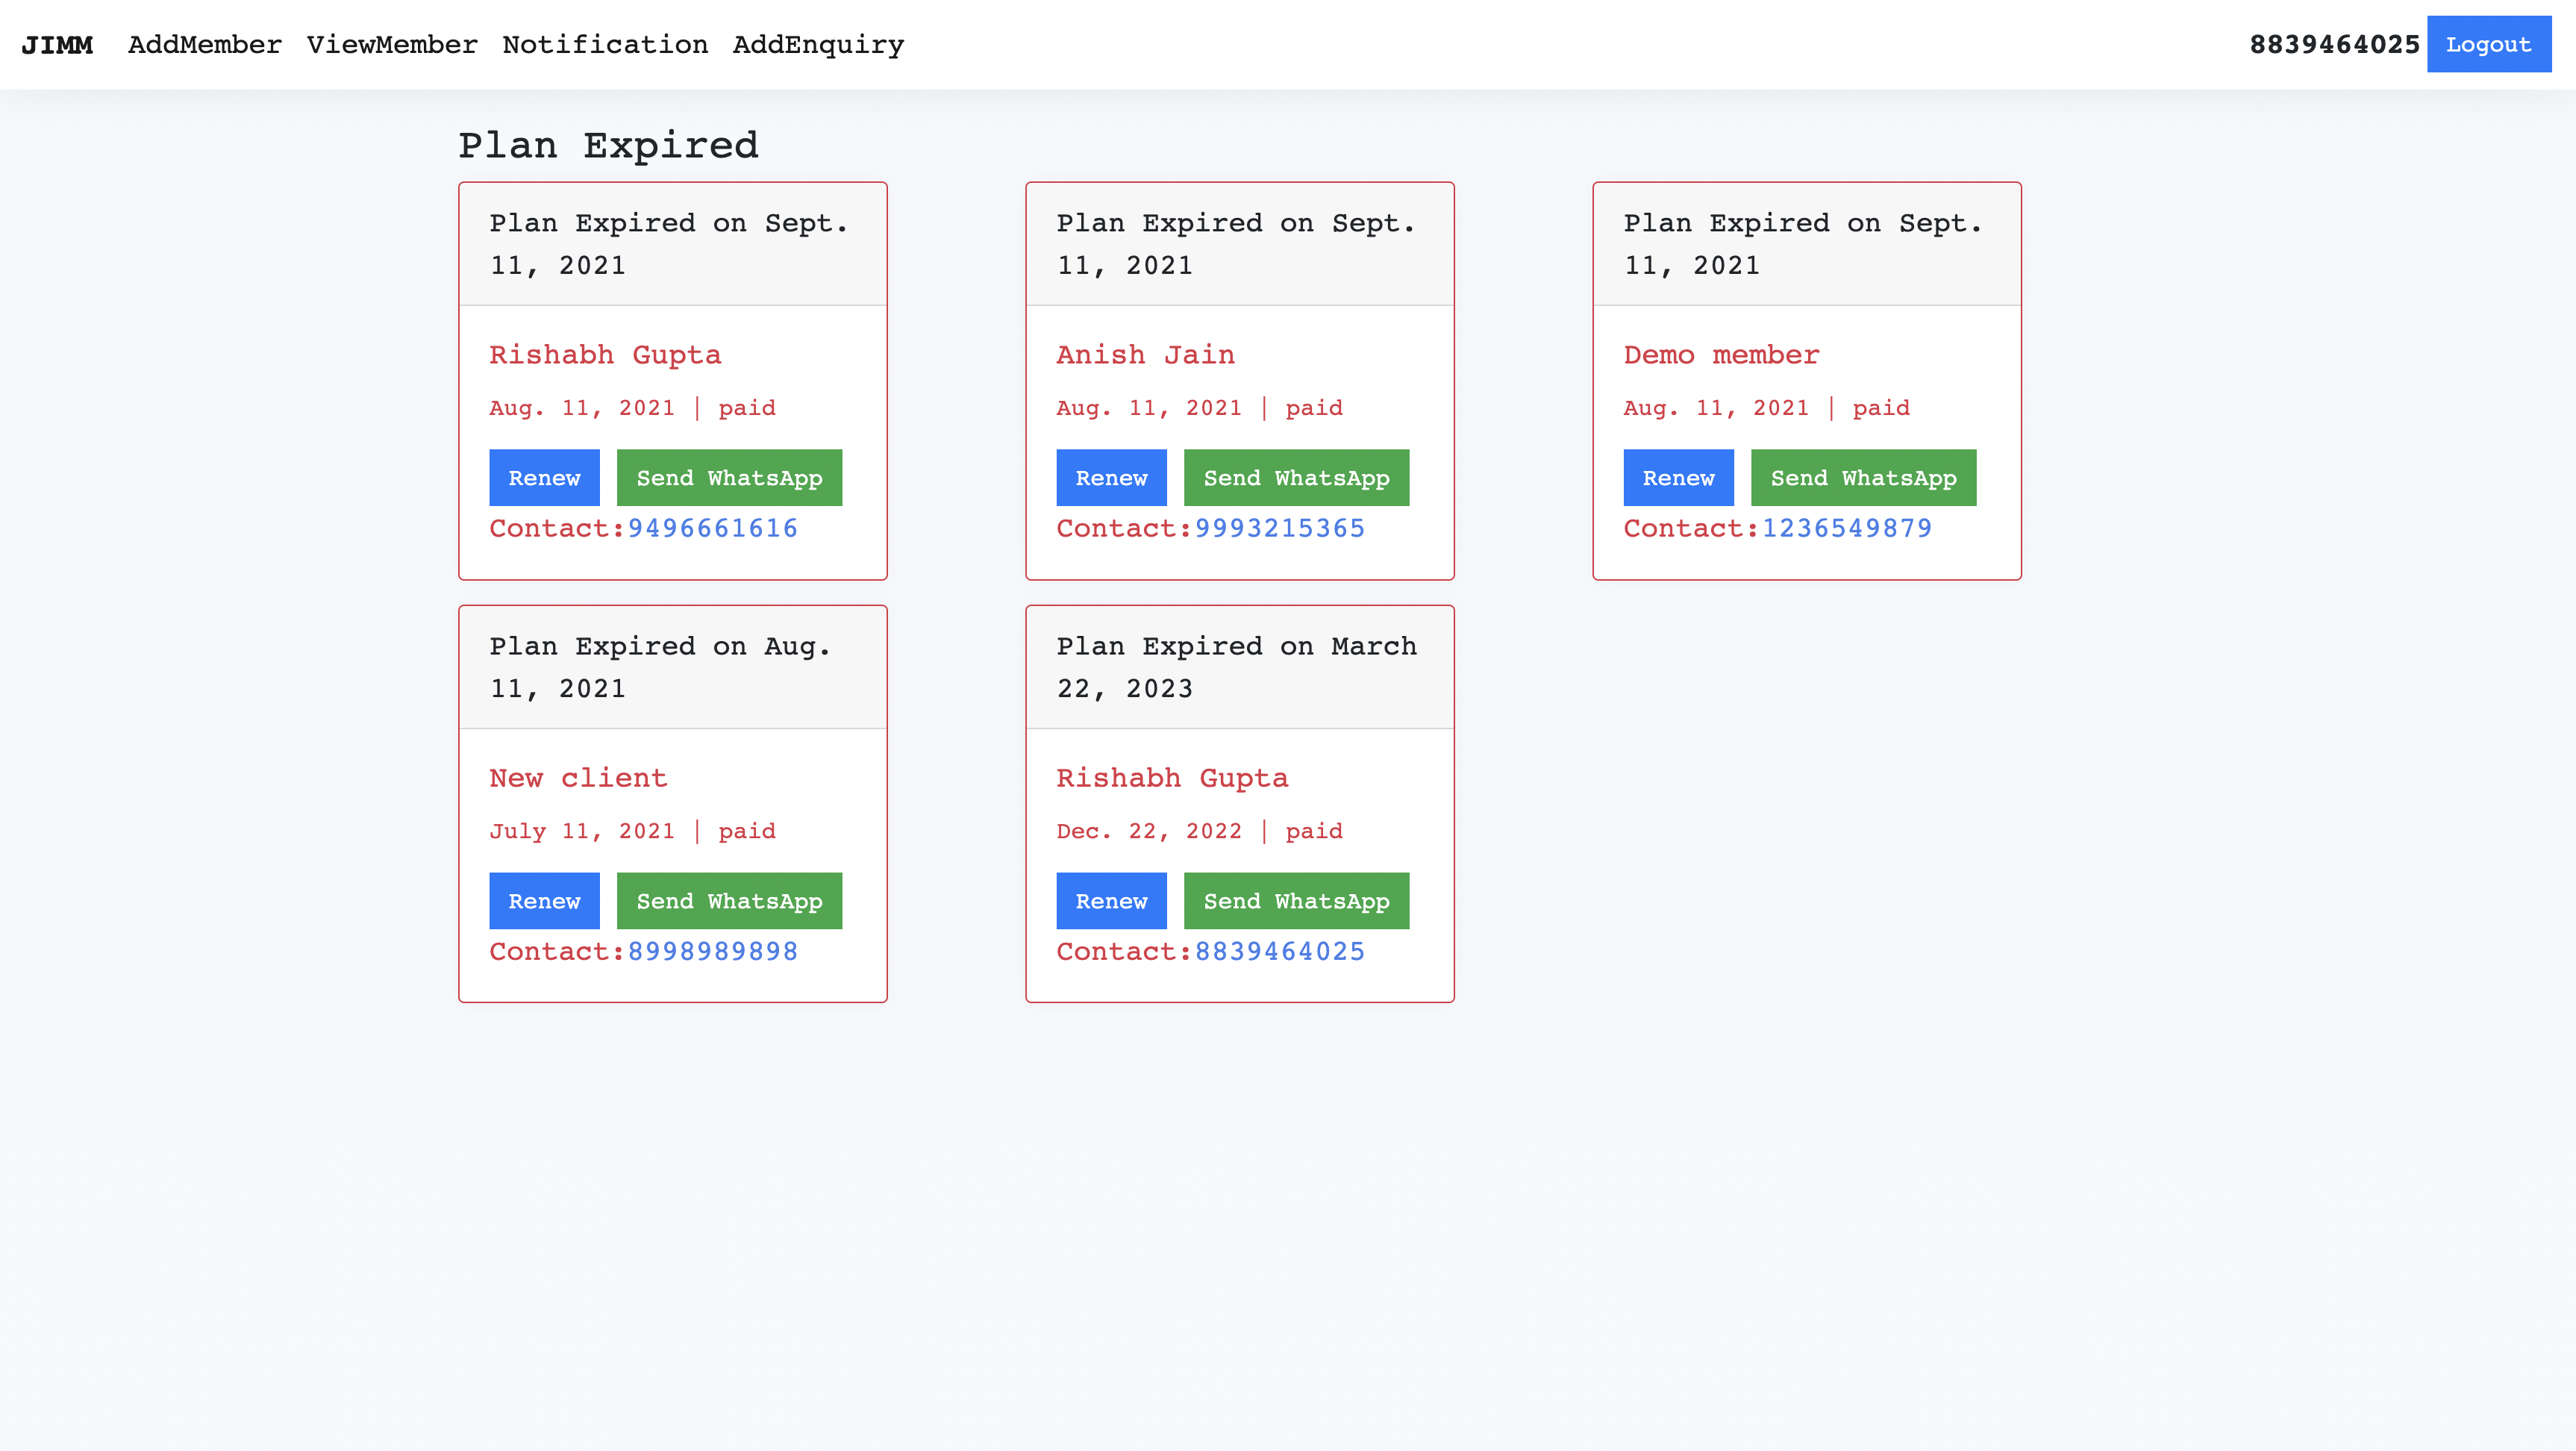 JIMM AddMember ViewMember Notification AddEnquiry 8839464025 Logout
Plan Expired
Plan Expired on Sept.
11, 2021
Rishabh Gupta
Aug. 11, 2021 | paid
Renew Send WhatsApp
Contact:9496661616
Plan Expired on Sept.
11, 2021
Anish Jain
Aug. 11, 2021 | paid
Renew Send WhatsApp
Contact:9993215365
Plan Expired on Sept.
11, 2021
Demo member
Aug. 11, 2021 | paid
Renew Send WhatsApp
Contact:1236549879
Plan Expired on Aug.
11, 2021
New client
July 11, 2021 | paid
Renew Send WhatsApp
Contact:8998989898
Plan Expired on March
22, 2023
Rishabh Gupta
Dec. 22, 2022 | paid
Renew Send WhatsApp
Contact:8839464025